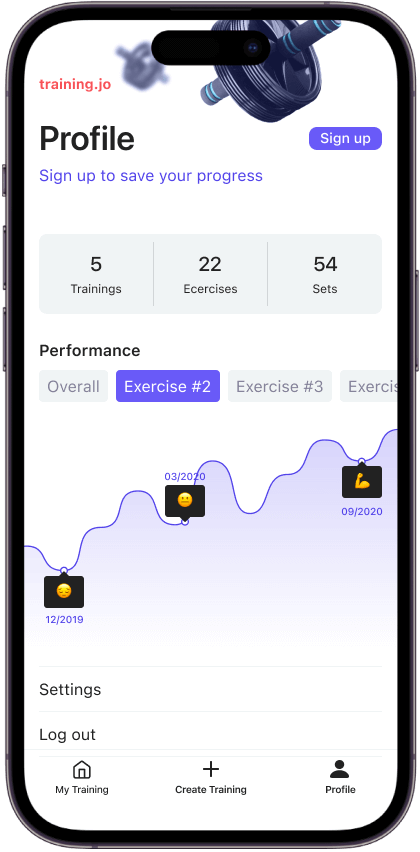 training.jo
Profile
Sign up
Sign up to save your progress
5 22 54
Trainings Ecercises Sets
Performance
Overall Exercise #2 Exercise #3 Exercis
03/2020
09/2020
12/2019
Settings
Log out
My Training Create Training Profile